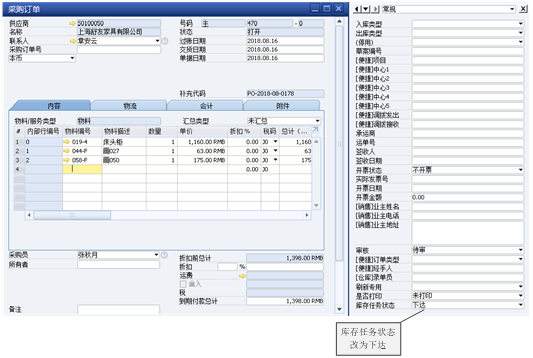 采购订单
供应商 S0100050
名称 上海舒友家具有限公司
联系人 章安云
采购订单号
本币
号码 主 470 - 0
状态 打开
过账日期 2018.08.16
交货日期 2018.08.16
单据日期 2018.08.16
补充代码 PO-2018-08-0178
内容 物流 会计 附件
物料/服务类型 物料 汇总类型 未汇总
# 内部行编号 物料编号 物料描述 数量 单价 折扣 % 税码 总计 (...
1 0 019-4 床头柜 1 1,160.00 RMB 0.00 J0 1,160
2 1 044-F 027 1 63.00 RMB 0.00 J0 63
3 2 058-F 050 1 175.00 RMB 0.00 J0 175
4 0.00 J0
采购员 张秋月
所有者
折扣前总计 1,398.00 RMB
折扣 %
运费
舍入
税
到期付款总计 1,398.00 RMB
备注
常规
入库类型
出库类型
(停用)
草案编号
[便捷]项目
[便捷]中心1
[便捷]中心2
[便捷]中心3
[便捷]中心4
[便捷]中心5
[便捷]调拨发出
[便捷]调拨接收
承运商
运单号
签收人
签收日期
开票状态 不开票
实际发票号
开票日期
开票金额 0.00
[销售]业主姓名
[销售]业主电话
[销售]业主地址
审核 待审
[便捷]订单类型
[便捷]经手人
[仓库]录单员
刷新专用
是否打印 未打印
库存任务状态 下达
库存任务状态
改为下达